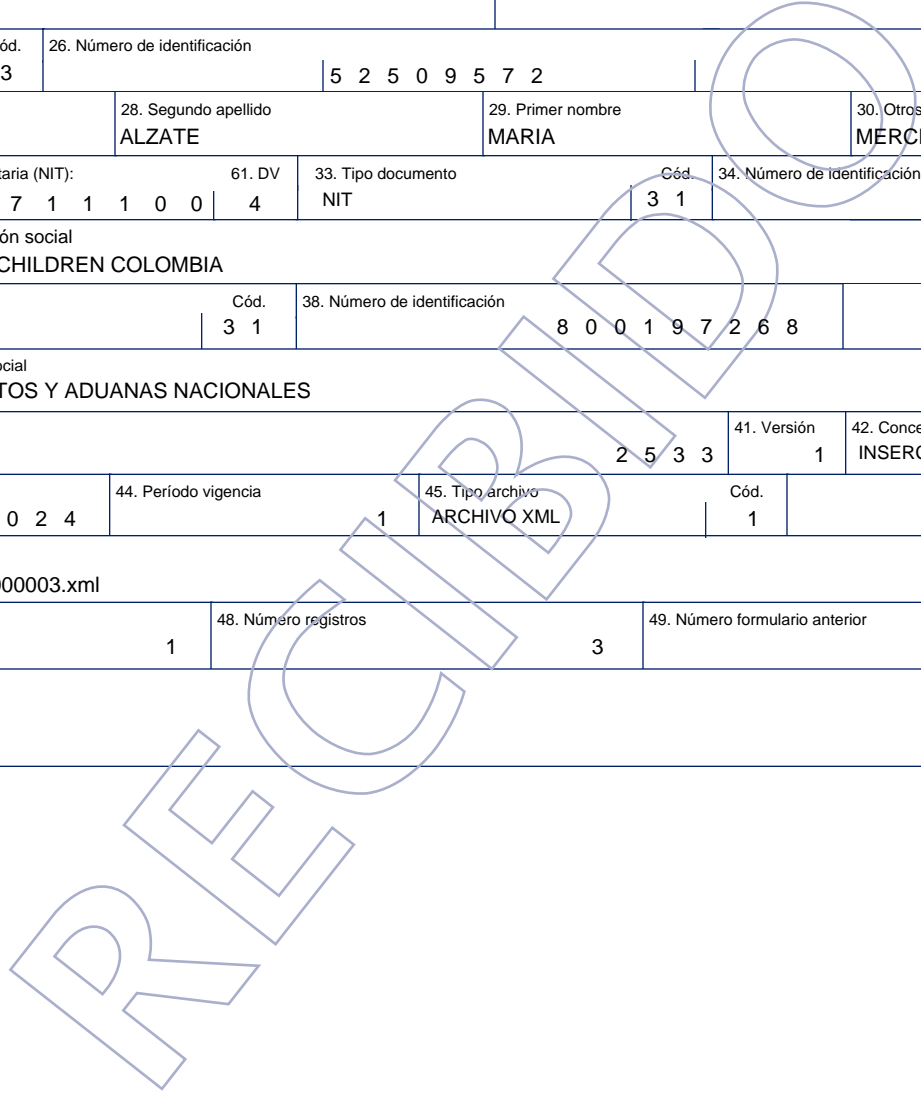 ód. 26. Número de identificación
3 5 2 5 0 9 5 7 2
28. Segundo apellido 29. Primer nombre 30. Otros
ALZATE MARIA MERC
taria (NIT): 61. DV 33. Tipo documento Cód. 34. Número de identificación
7 1 1 1 0 0 4 NIT 3 1
ón social
CHILDREN COLOMBIA
Cód. 38. Número de identificación
3 1 8 0 0 1 9 7 2 6 8
ocial
TOS Y ADUANAS NACIONALES
41. Versión 42. Conce
2 5 3 3 1 INSERC
44. Período vigencia 45. Tipo archivo Cód.
0 2 4 1 ARCHIVO XML 1
000003.xml
48. Número registros 49. Número formulario anterior
1 3
RECIBIDO